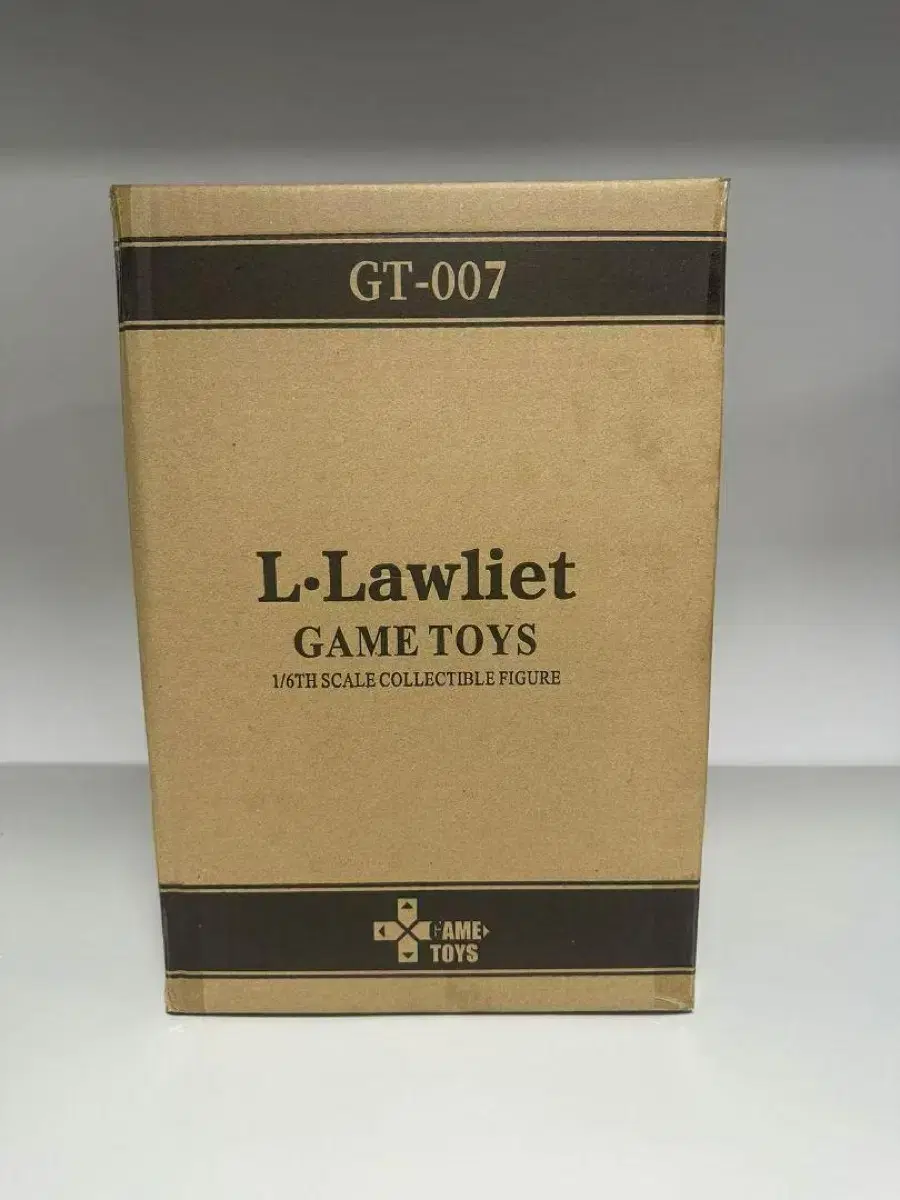 GT-007
L·Lawliet
GAME TOYS
1/6TH SCALE COLLECTIBLE FIGURE
GAME
TOYS